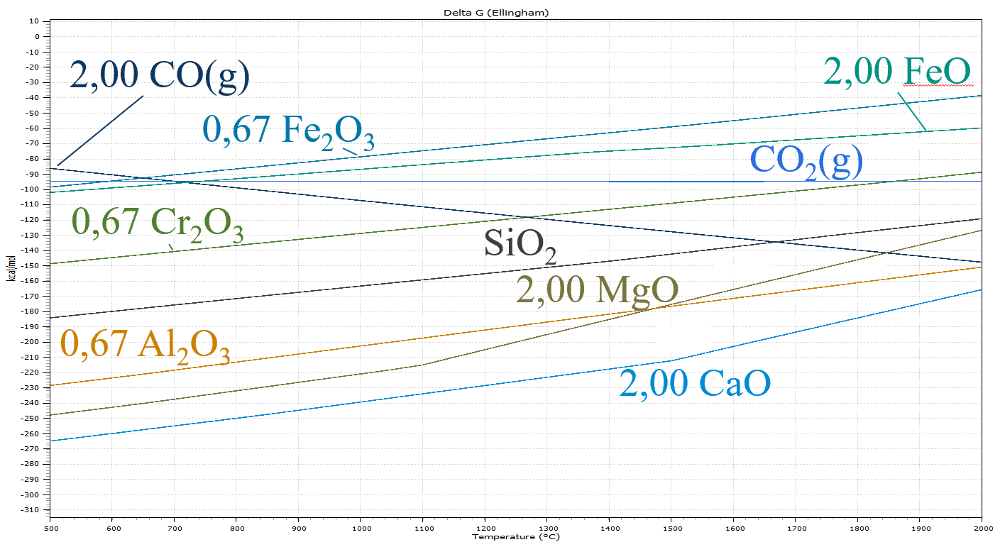 Delta G (Ellingham)
10
0
-10
-20
-30
-40
-50
-60
-70
-80
-90
-100
-110
-120
-130
-140
-150
-160
-170
-180
-190
-200
-210
-220
-230
-240
-250
-260
-270
-280
-290
-300
-310
kcal/mol
2,00 CO(g)
2,00 FeO
0,67 Fe₂O₃
CO₂(g)
0,67 Cr₂O₃
SiO₂
2,00 MgO
0,67 Al₂O₃
2,00 CaO
500 600 700 800 900 1000 1100 1200 1300 1400 1500 1600 1700 1800 1900 2000
Temperature (°C)